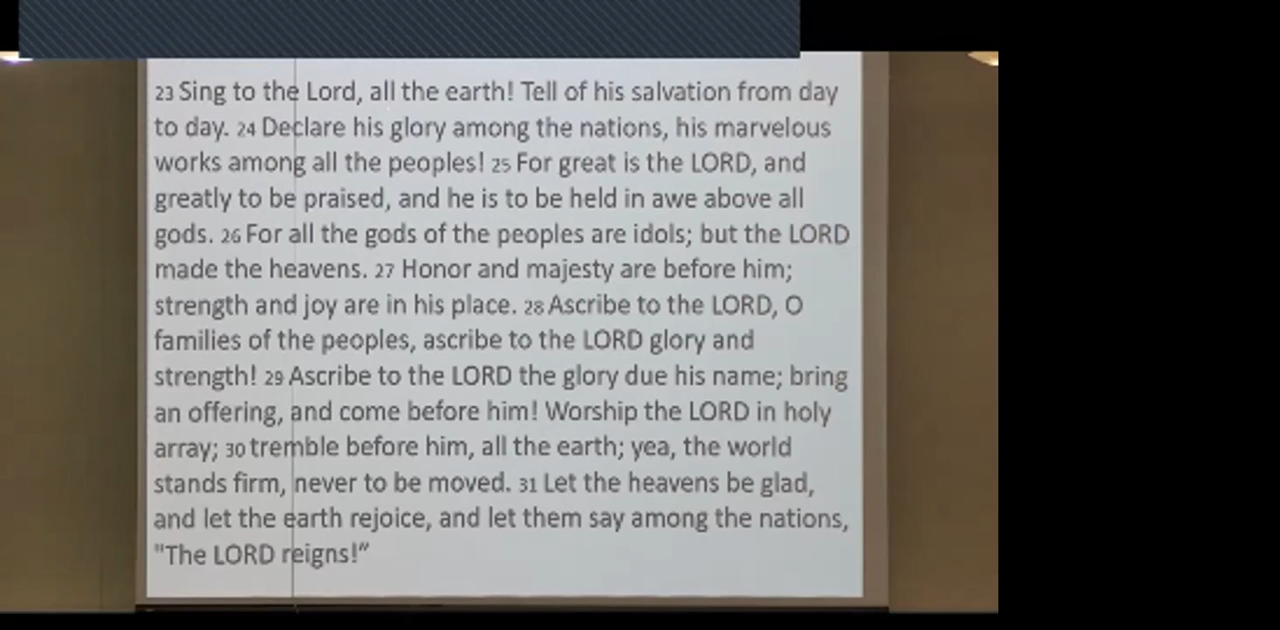 23 Sing to the Lord, all the earth! Tell of his salvation from day
to day. 24 Declare his glory among the nations, his marvelous
works among all the peoples! 25 For great is the LORD, and
greatly to be praised, and he is to be held in awe above all
gods. 26 For all the gods of the peoples are idols; but the LORD
made the heavens. 27 Honor and majesty are before him;
strength and joy are in his place. 28 Ascribe to the LORD, O
families of the peoples, ascribe to the LORD glory and
strength! 29 Ascribe to the LORD the glory due his name; bring
an offering, and come before him! Worship the LORD in holy
array; 30 tremble before him, all the earth; yea, the world
stands firm, never to be moved. 31 Let the heavens be glad,
and let the earth rejoice, and let them say among the nations,
"The LORD reigns!”